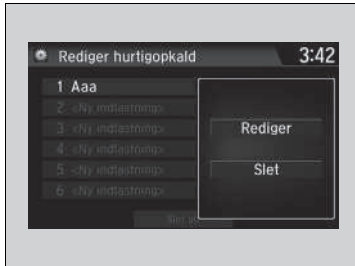 Rediger hurtigopkald 3:42
1 Aaa
2 <Ny indtastning>
3 <Ny indtastning>
4 <Ny indtastning>
5 <Ny indtastning>
6 <Ny indtastning>
Rediger
Slet